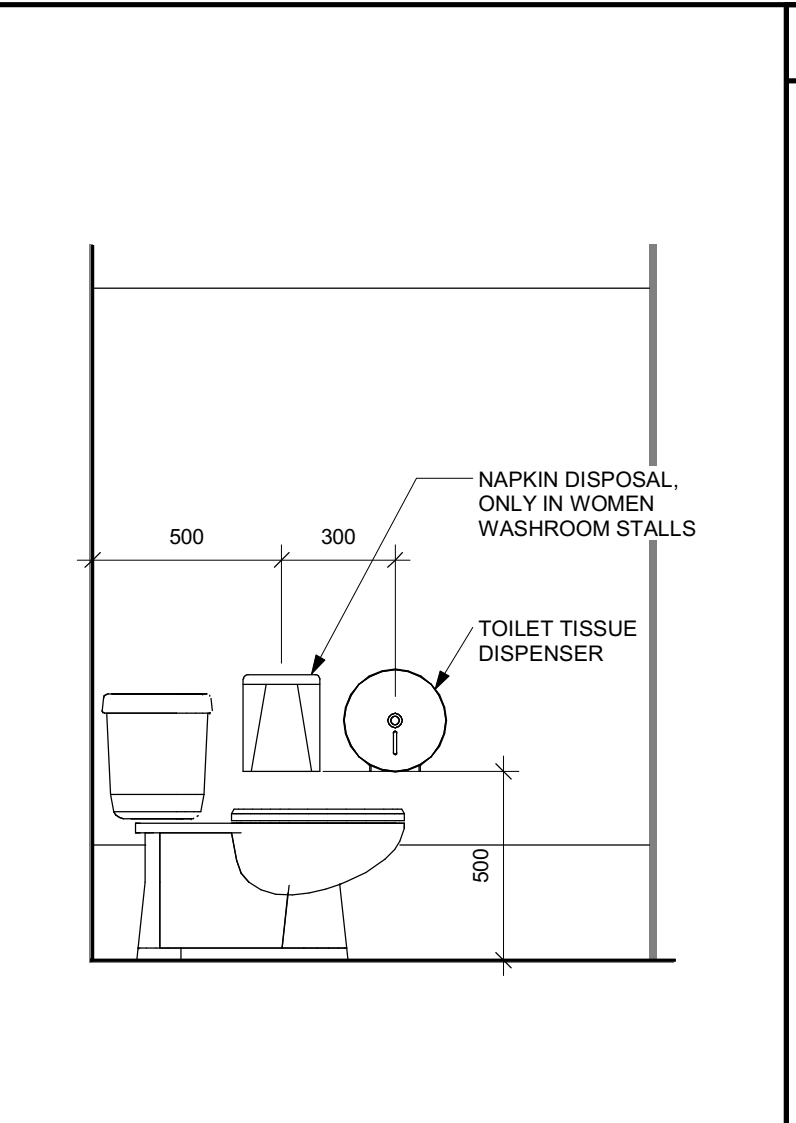 NAPKIN DISPOSAL,
ONLY IN WOMEN
WASHROOM STALLS
500
300
TOILET TISSUE
DISPENSER
500